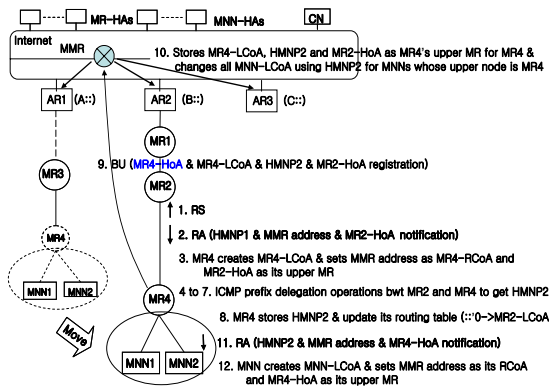 MR-HAs
MNN-HAs
CN
Internet
MMR
10. Stores MR4-LCoA, HMNP2 and MR2-HoA as MR4's upper MR for MR4 &
changes all MNN-LCoA using HMNP2 for MNNs whose upper node is MR4
AR1 (A::)
AR2 (B::)
AR3 (C::)
MR1
9. BU (MR4-HoA & MR4-LCoA & HMNP2 & MR2-HoA registration)
MR3
MR2
1. RS
2. RA (HMNP1 & MMR address & MR2-HoA notification)
MR4
3. MR4 creates MR4-LCoA & sets MMR address as MR4-RCoA and
MR2-HoA as its upper MR
MNN1
MNN2
MR4
4 to 7. ICMP prefix delegation operations bwt MR2 and MR4 to get HMNP2
8. MR4 stores HMNP2 & update its routing table (::'0->MR2-LCoA
Move
11. RA (HMNP2 & MMR address & MR4-HoA notification)
MNN1
MNN2
12. MNN creates MNN-LCoA & sets MMR address as its RCoA
and MR4-HoA as its upper MR